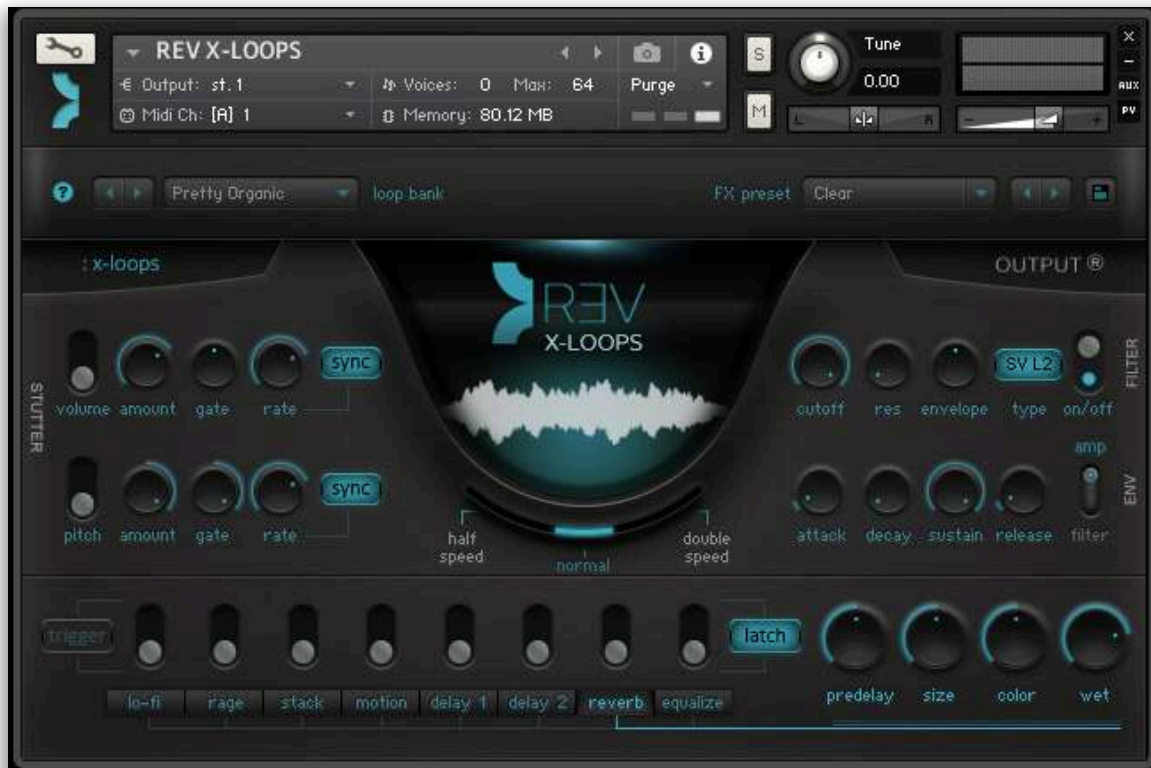 REV X-LOOPS
i
S
Tune
X
-
Output: st. 1
Voices: 0 Max: 64
Purge
0.00
AUX
Midi Ch: [A] 1
Memory: 80.12 MB
M
L
R
-
+
PV
?
Pretty Organic
loop bank
FX preset
Clear
: x-loops
OUTPUT ®
REV
X-LOOPS
STUTTER
sync
SV L2
FILTER
volume amount gate rate
cutoff res envelope type on/off
sync
amp
ENV
pitch amount gate rate
attack decay sustain release filter
half speed
normal
double speed
trigger
latch
lo-fi rage stack motion delay 1 delay 2 reverb equalize
predelay size color wet